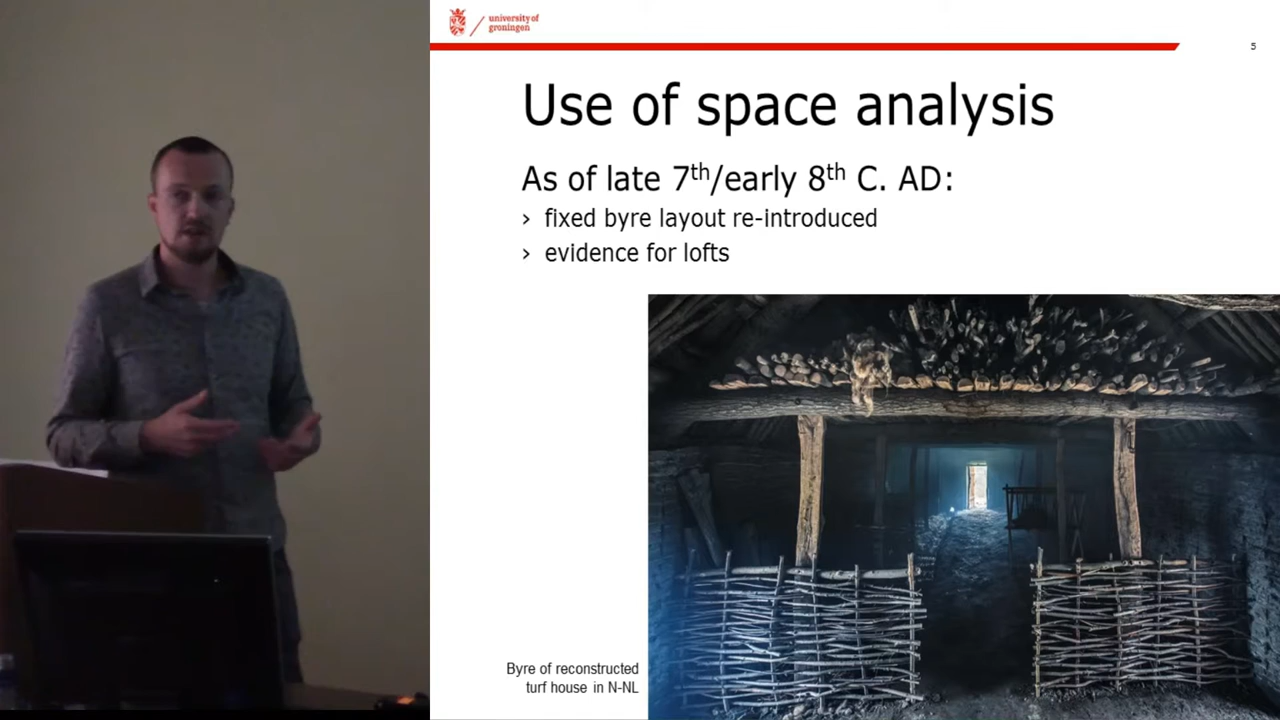 university of
groningen
5
Use of space analysis
As of late 7th/early 8th C. AD:
› fixed byre layout re-introduced
› evidence for lofts
Byre of reconstructed
turf house in N-NL